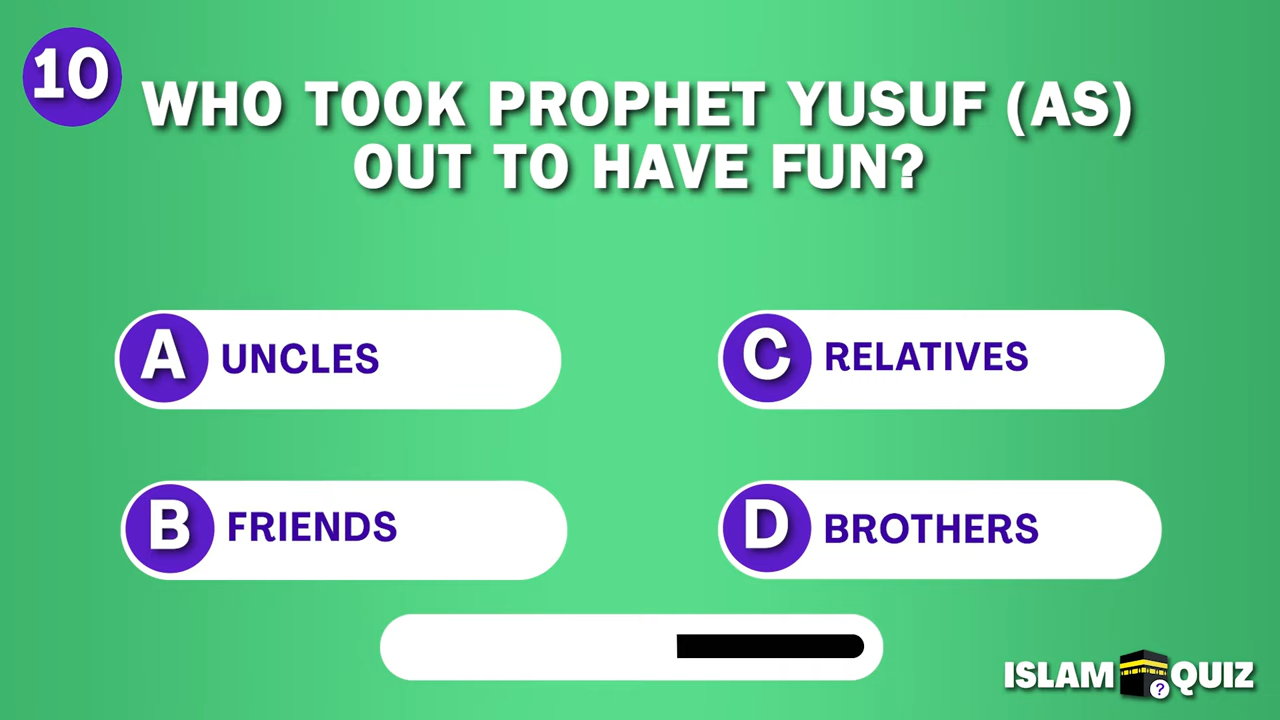 10
WHO TOOK PROPHET YUSUF (AS)
OUT TO HAVE FUN?
A UNCLES
B FRIENDS
C RELATIVES
D BROTHERS
ISLAM ? QUIZ